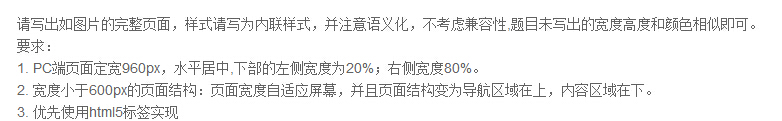 请写出如图片的完整页面，样式请写为内联样式，并注意语义化，不考虑兼容性,题目未写出的宽度高度和颜色相似即可。
要求：
1. PC端页面定宽960px，水平居中,下部的左侧宽度为20%；右侧宽度80%。
2. 宽度小于600px的页面结构：页面宽度自适应屏幕，并且页面结构变为导航区域在上，内容区域在下。
3. 优先使用html5标签实现